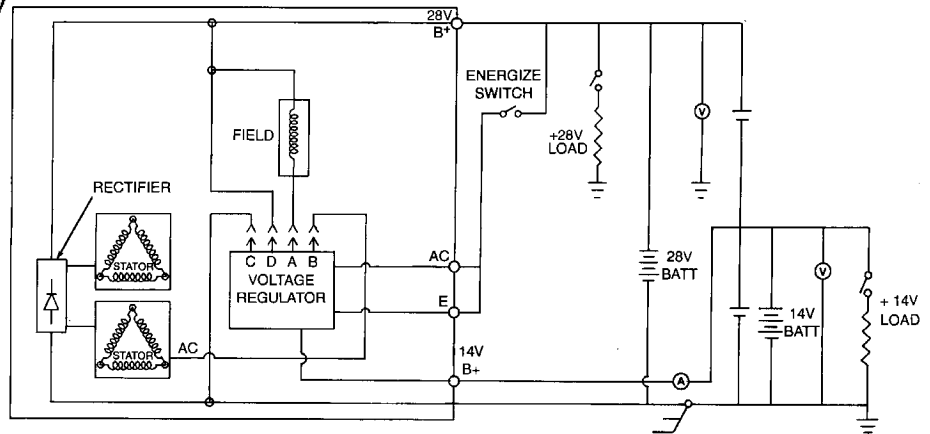 28V
B+
ENERGIZE
SWITCH
+28V
LOAD
FIELD
RECTIFIER
STATOR
STATOR
AC
C D A B
VOLTAGE
REGULATOR
AC
E
14V
B+
28V
BATT
V
V
A
14V
BATT
+ 14V
LOAD